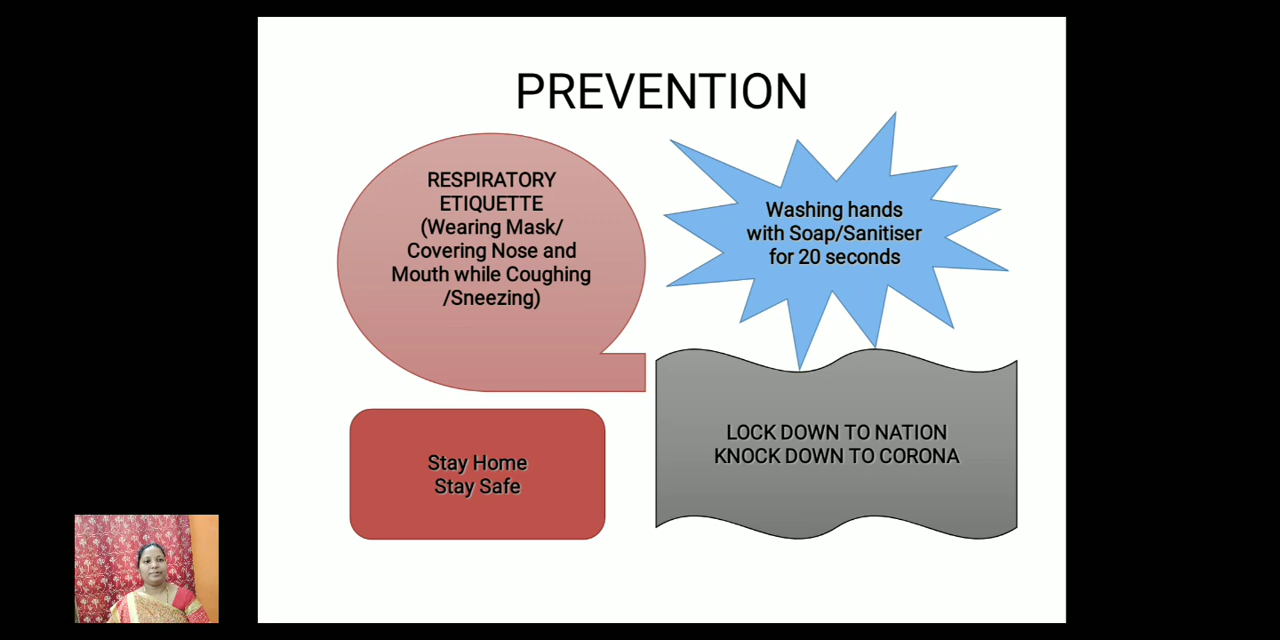 PREVENTION
RESPIRATORY
ETIQUETTE
(Wearing Mask/
Covering Nose and
Mouth while Coughing
/Sneezing)
Washing hands
with Soap/Sanitiser
for 20 seconds
Stay Home
Stay Safe
LOCK DOWN TO NATION
KNOCK DOWN TO CORONA